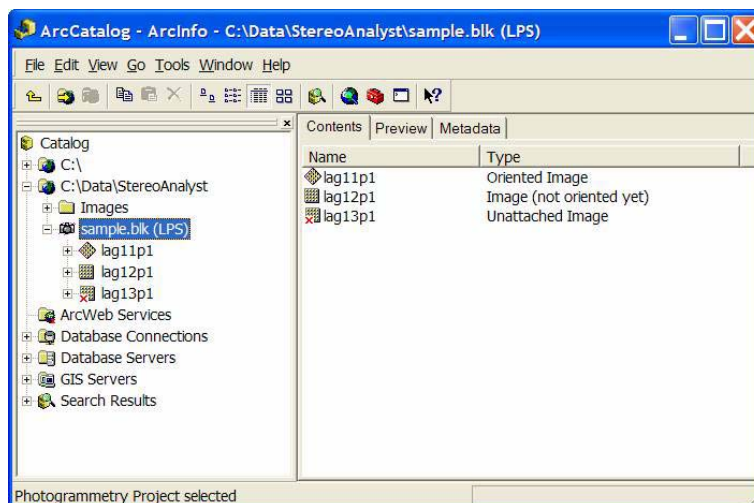 ArcCatalog - ArcInfo - C:\Data\StereoAnalyst\sample.blk (LPS)
File Edit View Go Tools Window Help
Catalog
C:\
C:\Data\StereoAnalyst
Images
sample.blk (LPS)
lag11p1
lag12p1
lag13p1
ArcWeb Services
Database Connections
Database Servers
GIS Servers
Search Results
Contents Preview Metadata
Name Type
lag11p1 Oriented Image
lag12p1 Image (not oriented yet)
lag13p1 Unattached Image
Photogrammetry Project selected